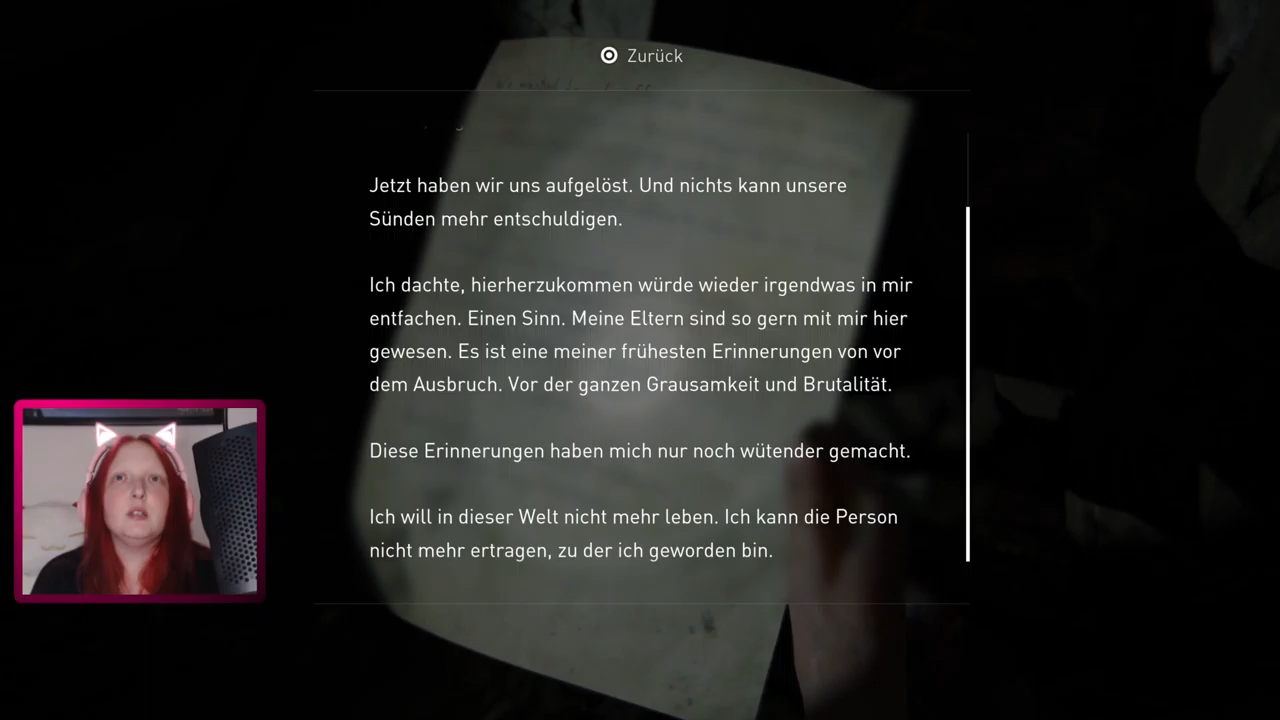 Zurück
Jetzt haben wir uns aufgelöst. Und nichts kann unsere
Sünden mehr entschuldigen.
Ich dachte, hierherzukommen würde wieder irgendwas in mir
entfachen. Einen Sinn. Meine Eltern sind so gern mit mir hier
gewesen. Es ist eine meiner frühesten Erinnerungen von vor
dem Ausbruch. Vor der ganzen Grausamkeit und Brutalität.
Diese Erinnerungen haben mich nur noch wütender gemacht.
Ich will in dieser Welt nicht mehr leben. Ich kann die Person
nicht mehr ertragen, zu der ich geworden bin.